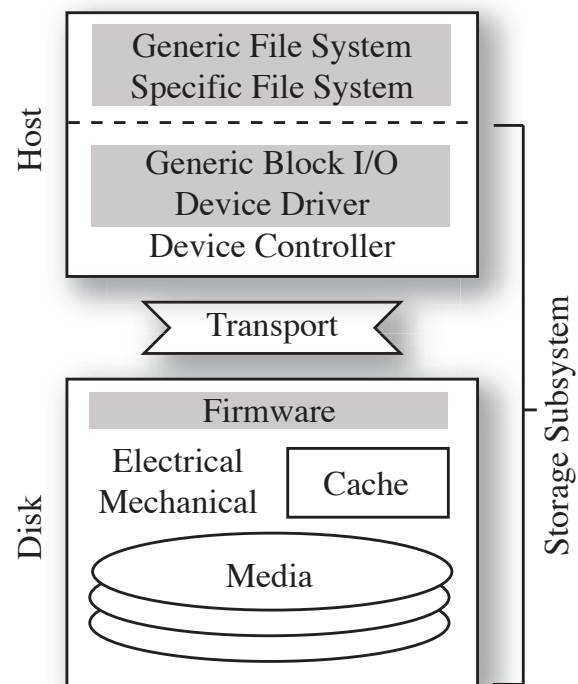 Host
Generic File System
Specific File System
Generic Block I/O
Device Driver
Device Controller
Transport
Storage Subsystem
Disk
Firmware
Electrical
Mechanical
Cache
Media